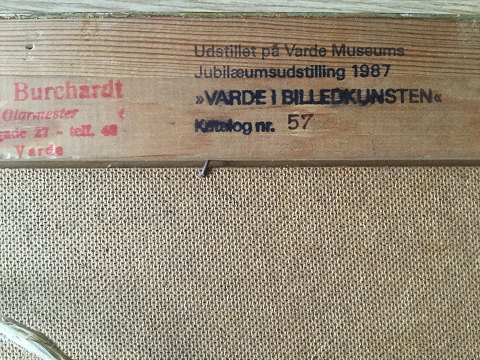 Burchardt
Glarmester
gade 27 - telf. 48
Varde
Udstillet på Varde Museums
Jubilæumsudstilling 1987
»VARDE I BILLEDKUNSTEN«
Katalog nr. 57